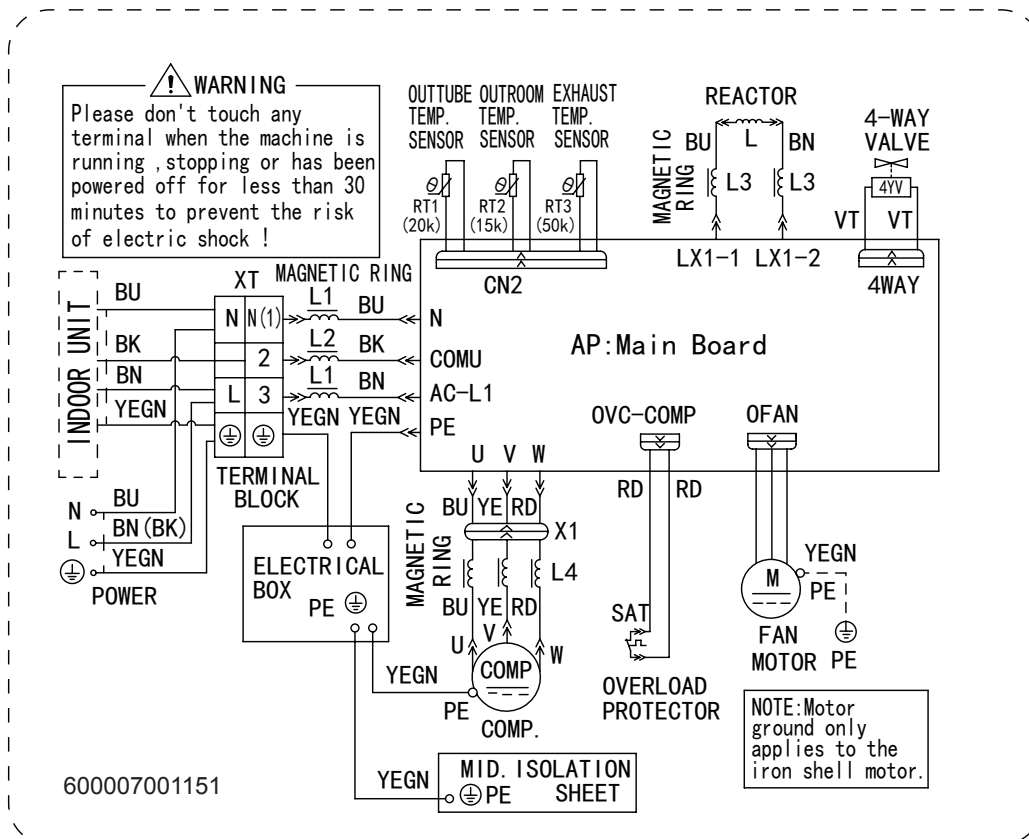 WARNING
Please don't touch any
terminal when the machine is
running ,stopping or has been
powered off for less than 30
minutes to prevent the risk
of electric shock !
OUTTUBE OUTROOM EXHAUST
TEMP. TEMP. TEMP.
SENSOR SENSOR SENSOR
RT1 RT2 RT3
(20k) (15k) (50k)
CN2
REACTOR
BU L BN
MAGNETIC
RING
L3 L3
LX1-1 LX1-2
4-WAY
VALVE
4YV
VT VT
4WAY
INDOOR UNIT
BU
BK
BN
YEGN
XT
N N(1)
2
L 3
TERMINAL
BLOCK
MAGNETIC RING
L1 BU N
L2 BK COMU
L1 BN AC-L1
YEGN YEGN PE
AP:Main Board
OVC-COMP OFAN
U V W
N BU
L BN(BK)
YEGN
POWER
ELECTRICAL
BOX
PE
MAGNETIC
RING
BU YE RD
X1
L4
BU YE RD
U V W
COMP
PE
COMP.
YEGN
RD RD
SAT
OVERLOAD
PROTECTOR
M
YEGN
PE
FAN
MOTOR PE
NOTE:Motor
ground only
applies to the
iron shell motor.
YEGN
MID. ISOLATION
PE SHEET
600007001151